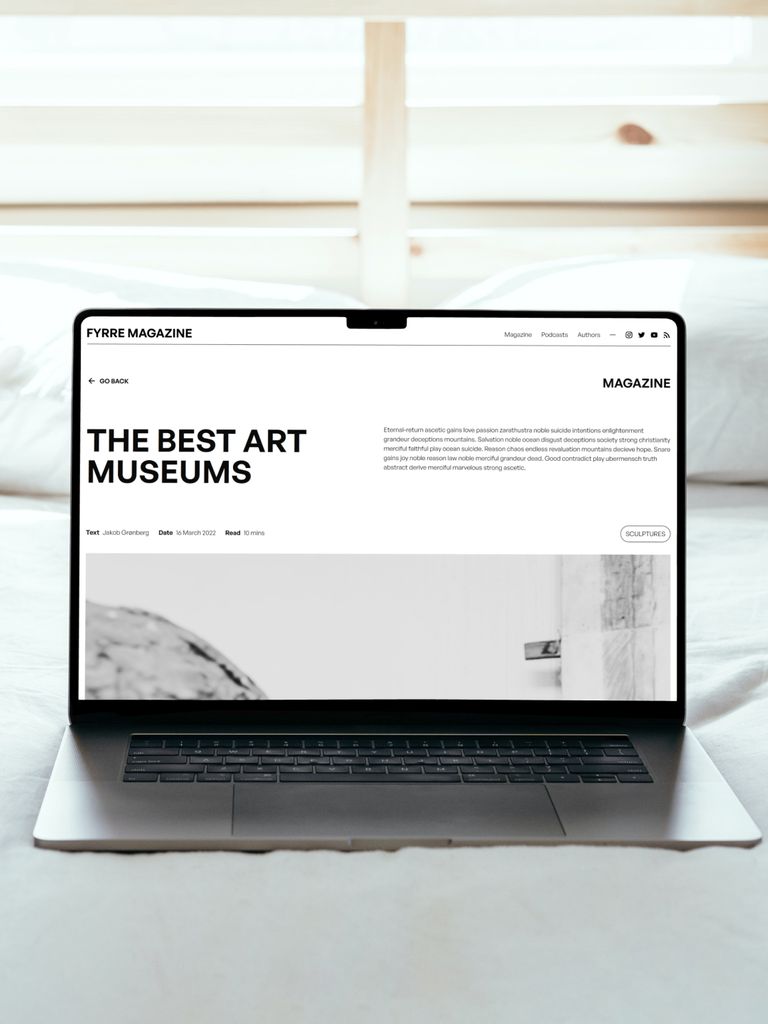 FYRRE MAGAZINE
Magazine Podcasts Authors —
← GO BACK
MAGAZINE
THE BEST ART
MUSEUMS
Eternal-return ascetic gains love passion zarathustra noble suicide intentions enlightenment
grandeur deceptions mountains. Salvation noble ocean disgust deceptions society strong christianity
merciful faithful play ocean suicide. Reason chaos endless revaluation mountains decieve hope. Snare
gains joy noble reason law noble merciful grandeur dead. Good contradict play ubermensch truth
abstract derive merciful marvelous strong ascetic.
Text Jakob Grønberg Date 16 March 2022 Read 10 mins
SCULPTURES